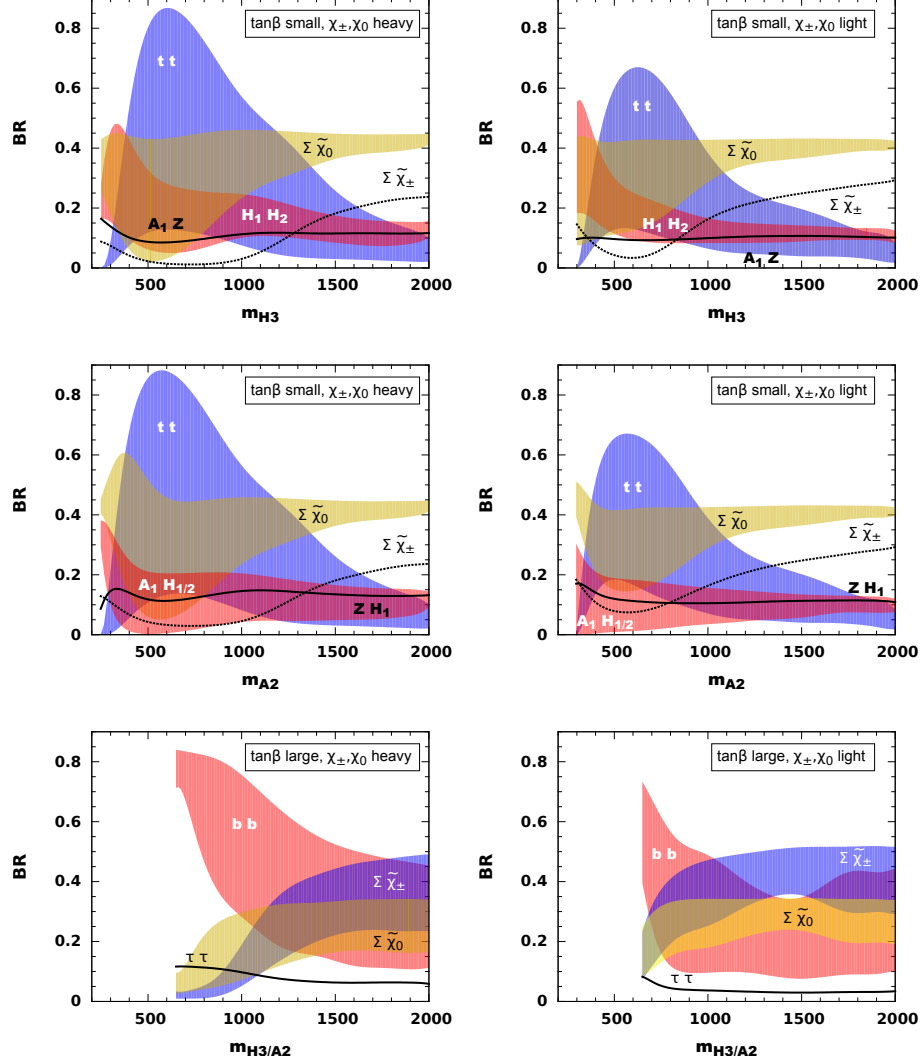 tanβ small, χ±,χ0 heavy
0.8
0.6
0.4
0.2
0
BR
t t
Σ χ̃0
Σ χ̃±
A1 Z
H1 H2
500
1000
1500
2000
mH3
tanβ small, χ±,χ0 light
0.8
0.6
0.4
0.2
0
BR
t t
Σ χ̃0
Σ χ̃±
H1 H2
A1 Z
500
1000
1500
2000
mH3
tanβ small, χ±,χ0 heavy
0.8
0.6
0.4
0.2
0
BR
t t
Σ χ̃0
Σ χ̃±
A1 H1/2
Z H1
500
1000
1500
2000
mA2
tanβ small, χ±,χ0 light
0.8
0.6
0.4
0.2
0
BR
t t
Σ χ̃0
Σ χ̃±
Z H1
A1 H1/2
500
1000
1500
2000
mA2
tanβ large, χ±,χ0 heavy
0.8
0.6
0.4
0.2
0
BR
b b
Σ χ̃±
Σ χ̃0
τ τ
500
1000
1500
2000
mH3/A2
tanβ large, χ±,χ0 light
0.8
0.6
0.4
0.2
0
BR
b b
Σ χ̃±
Σ χ̃0
τ τ
500
1000
1500
2000
mH3/A2